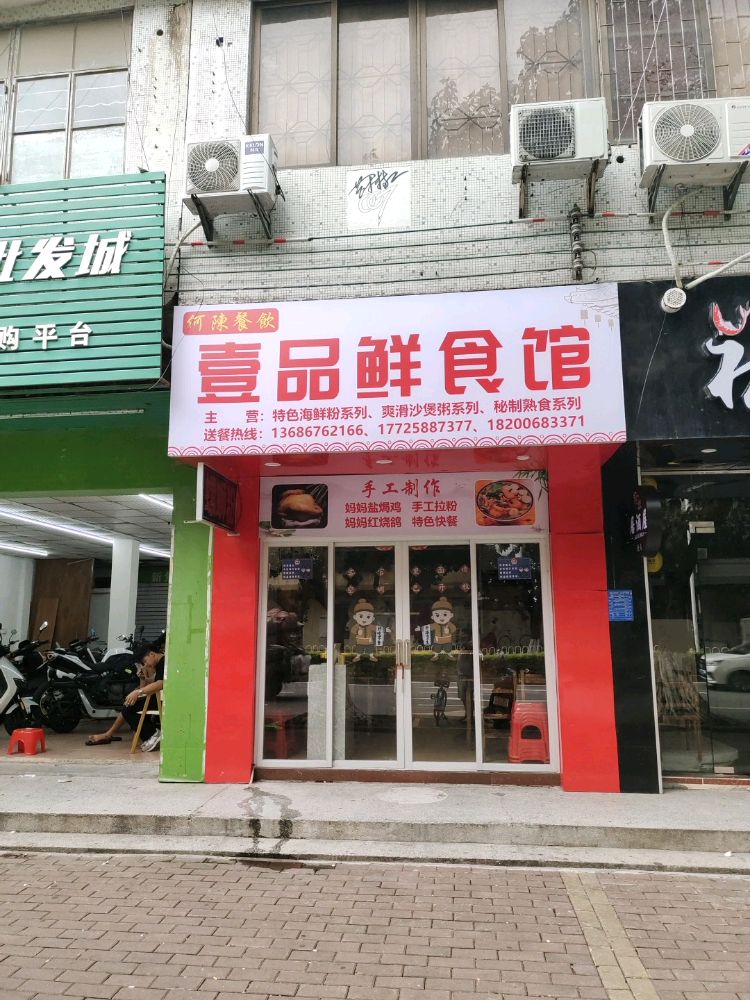 批发城
购平台
何陳餐飲
壹品鲜食馆
主 营：特色海鲜粉系列、爽滑沙煲粥系列、秘制熟食系列
送餐热线：13686762166、17725887377、18200683371
手工制作
妈妈盐焗鸡 手工拉粉
妈妈红烧鸽 特色快餐